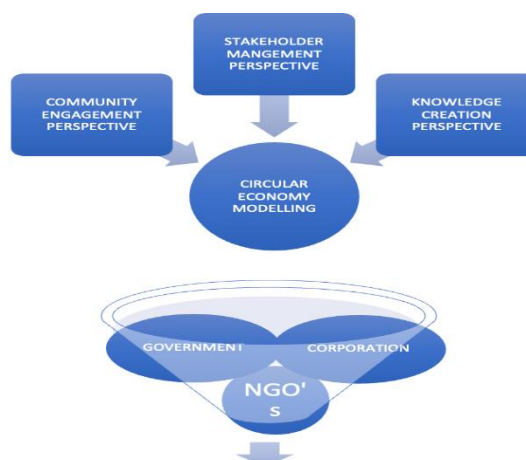 STAKEHOLDER
MANGEMENT
PERSPECTIVE
COMMUNITY
ENGAGEMENT
PERSPECTIVE
KNOWLEDGE
CREATION
PERSPECTIVE
CIRCULAR
ECONOMY
MODELLING
GOVERNMENT
CORPORATION
NGO'
S